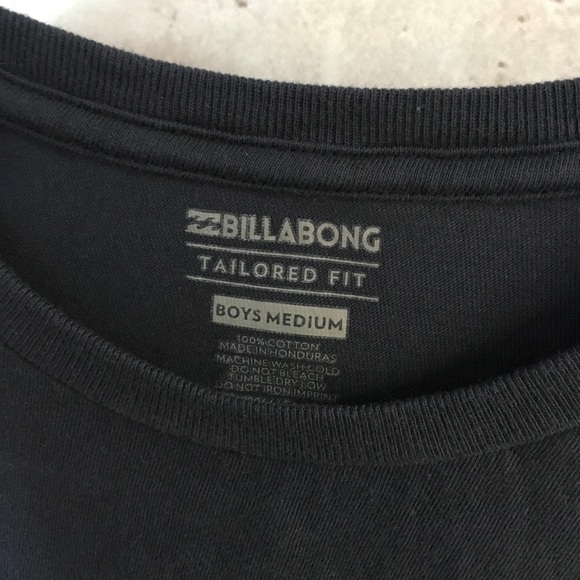 BILLABONG
TAILORED FIT
BOYS MEDIUM
100% COTTON
MADE IN HONDURAS
MACHINE WASH COLD
DO NOT BLEACH
TUMBLE DRY LOW
DO NOT IRON IMPRINT